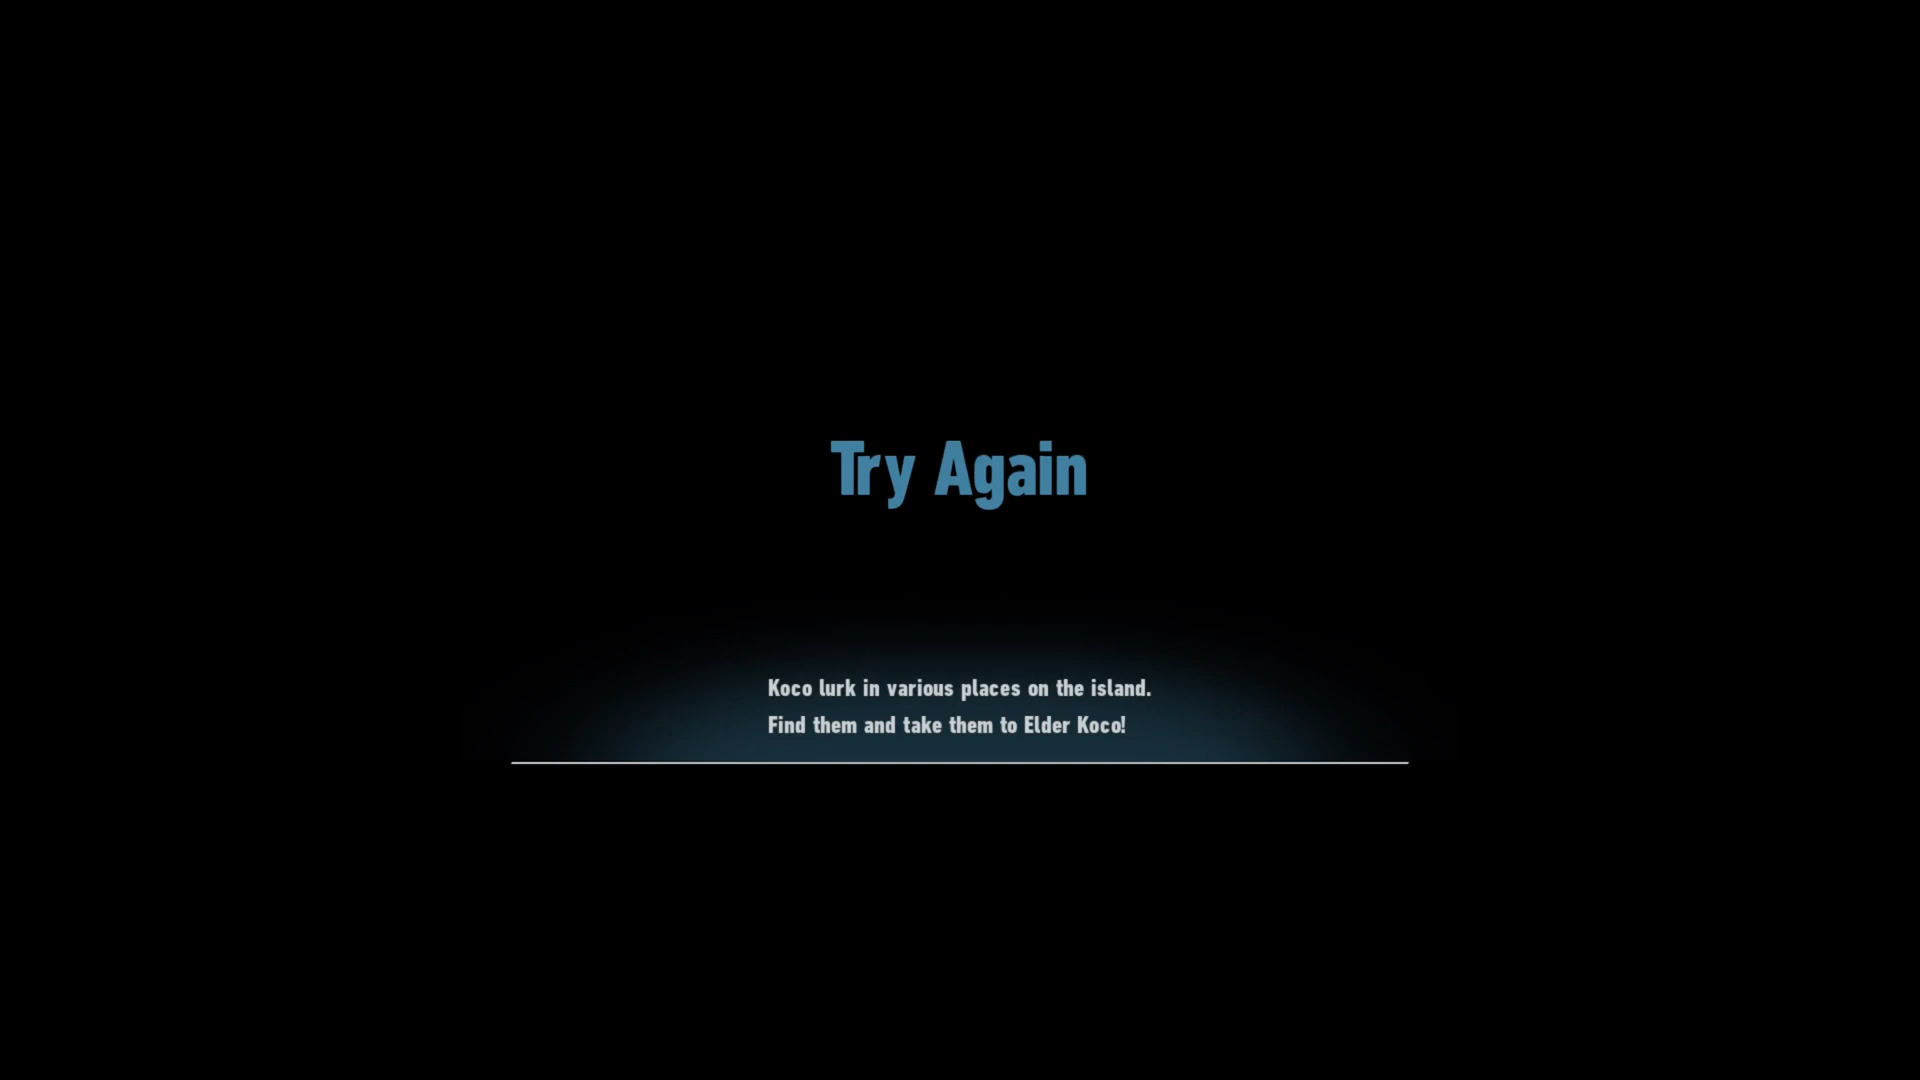 Try Again
Koco lurk in various places on the island.
Find them and take them to Elder Koco!